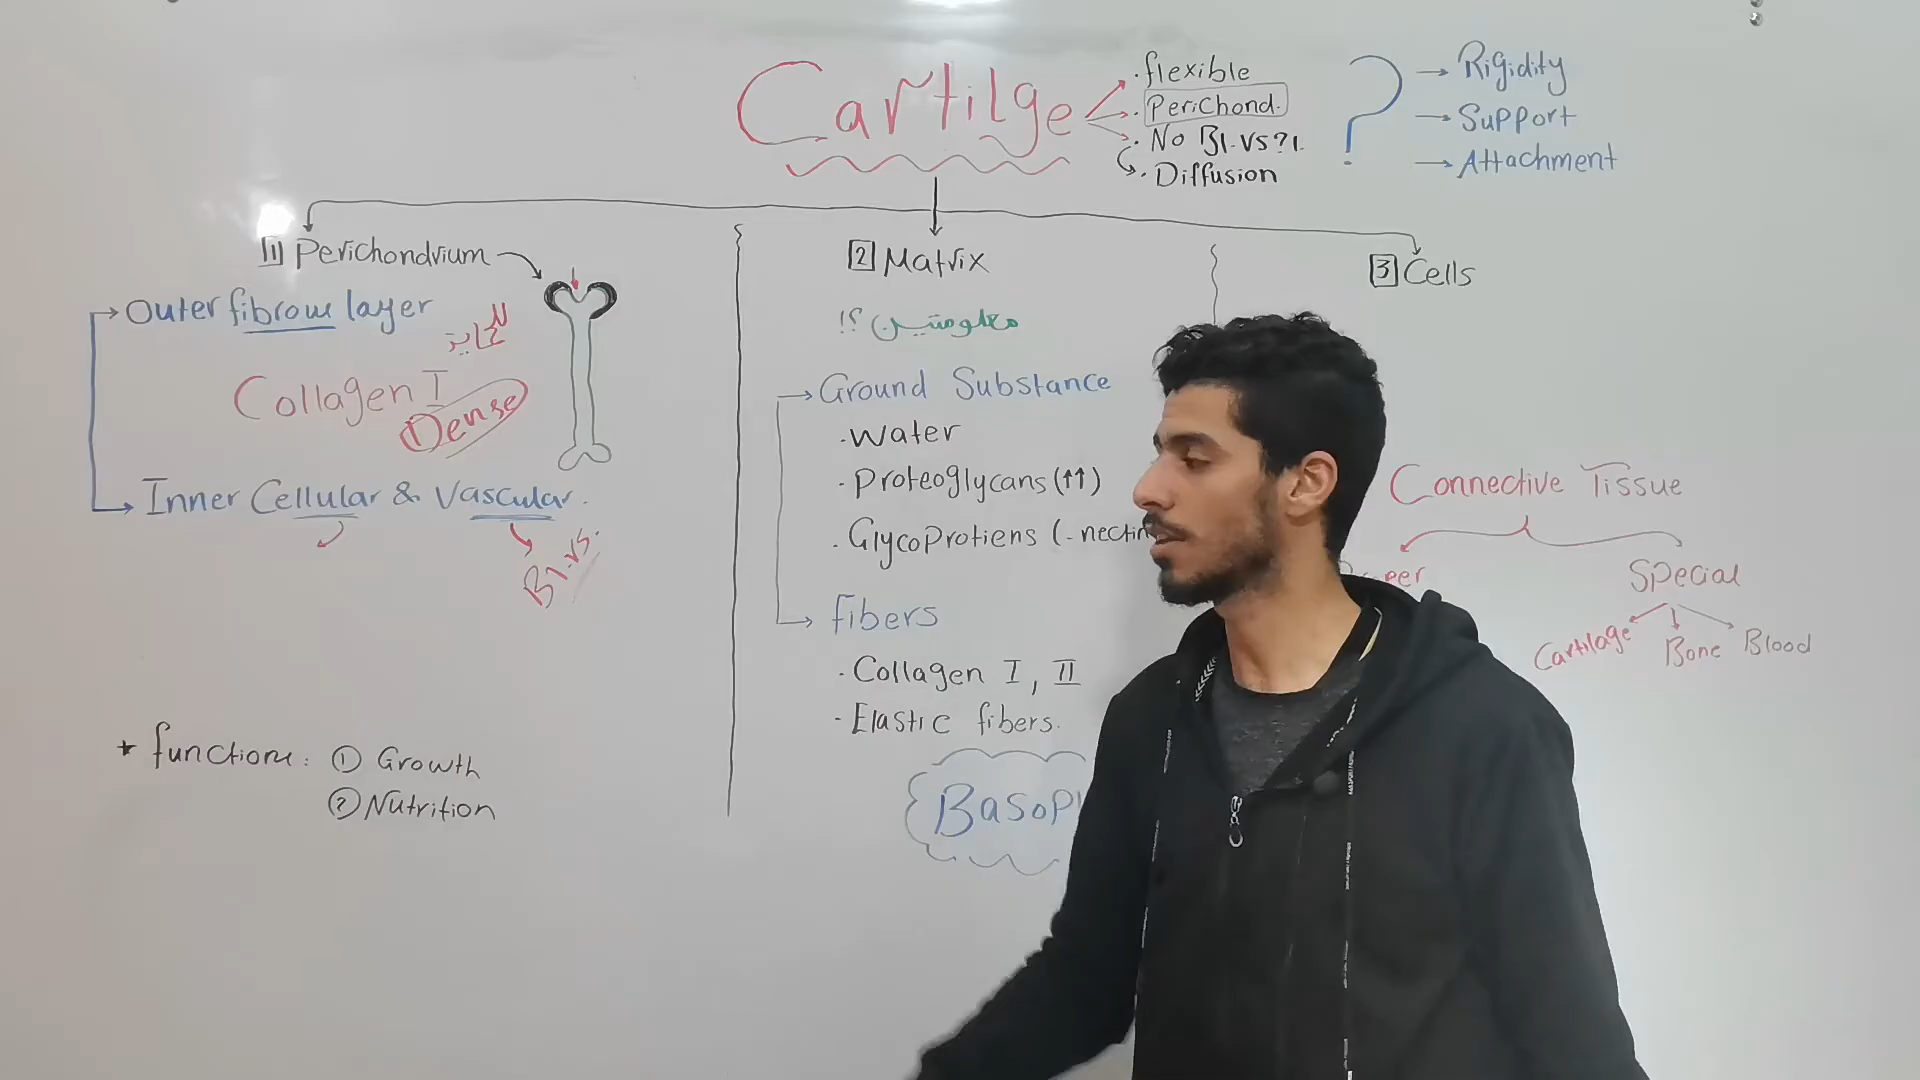 Cartilge
. flexible
. Perichond.
. No Bl. vs?!.
. Diffusion
?
→ Rigidity
→ Support
→ Attachment
1 Perichondrium
Outer fibrous layer
Collagen I
Dense
Inner Cellular & Vascular.
Bl. vs.
* functions: ① Growth
② Nutrition
2 Matrix
معلومتين ؟!
Ground Substance
. Water
. Proteoglycans (↑↑)
. GlycoProtiens (- nectin
fibers
. Collagen I, II
. Elastic fibers.
3 Cells
Connective Tissue
Special
Cartilage
Bone
Blood